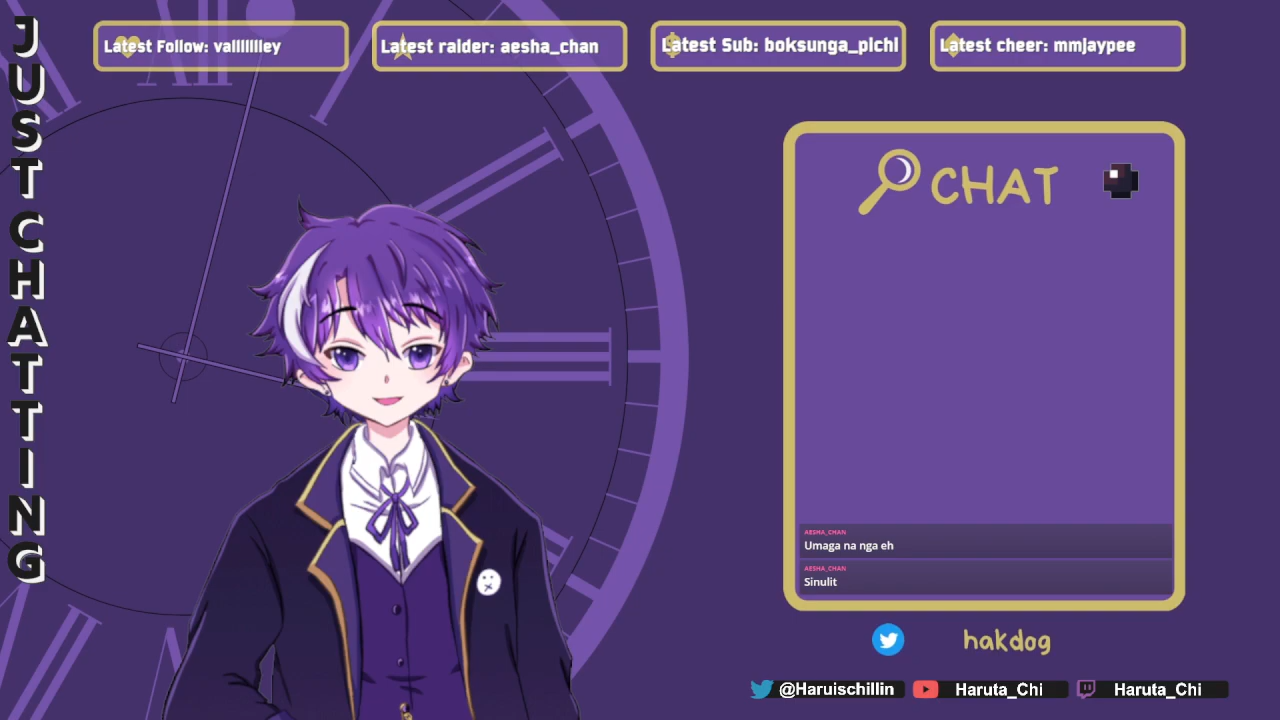 JUST CHATTING
Latest Follow: vallllllley
Latest raider: aesha_chan
Latest Sub: boksunga_pichi
Latest cheer: mmjaypee
CHAT
AESHA_CHAN
Umaga na nga eh
AESHA_CHAN
Sinulit
hakdog
@Haruischillin
Haruta_Chi
Haruta_Chi